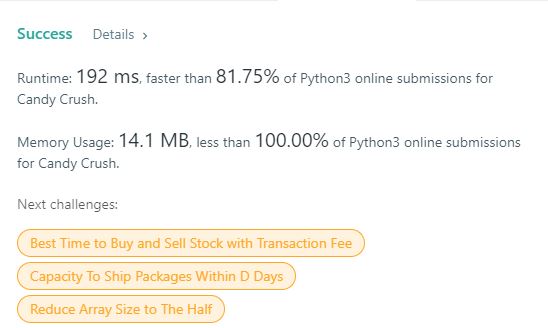 Success Details >
Runtime: 192 ms, faster than 81.75% of Python3 online submissions for
Candy Crush.
Memory Usage: 14.1 MB, less than 100.00% of Python3 online submissions
for Candy Crush.
Next challenges:
Best Time to Buy and Sell Stock with Transaction Fee
Capacity To Ship Packages Within D Days
Reduce Array Size to The Half